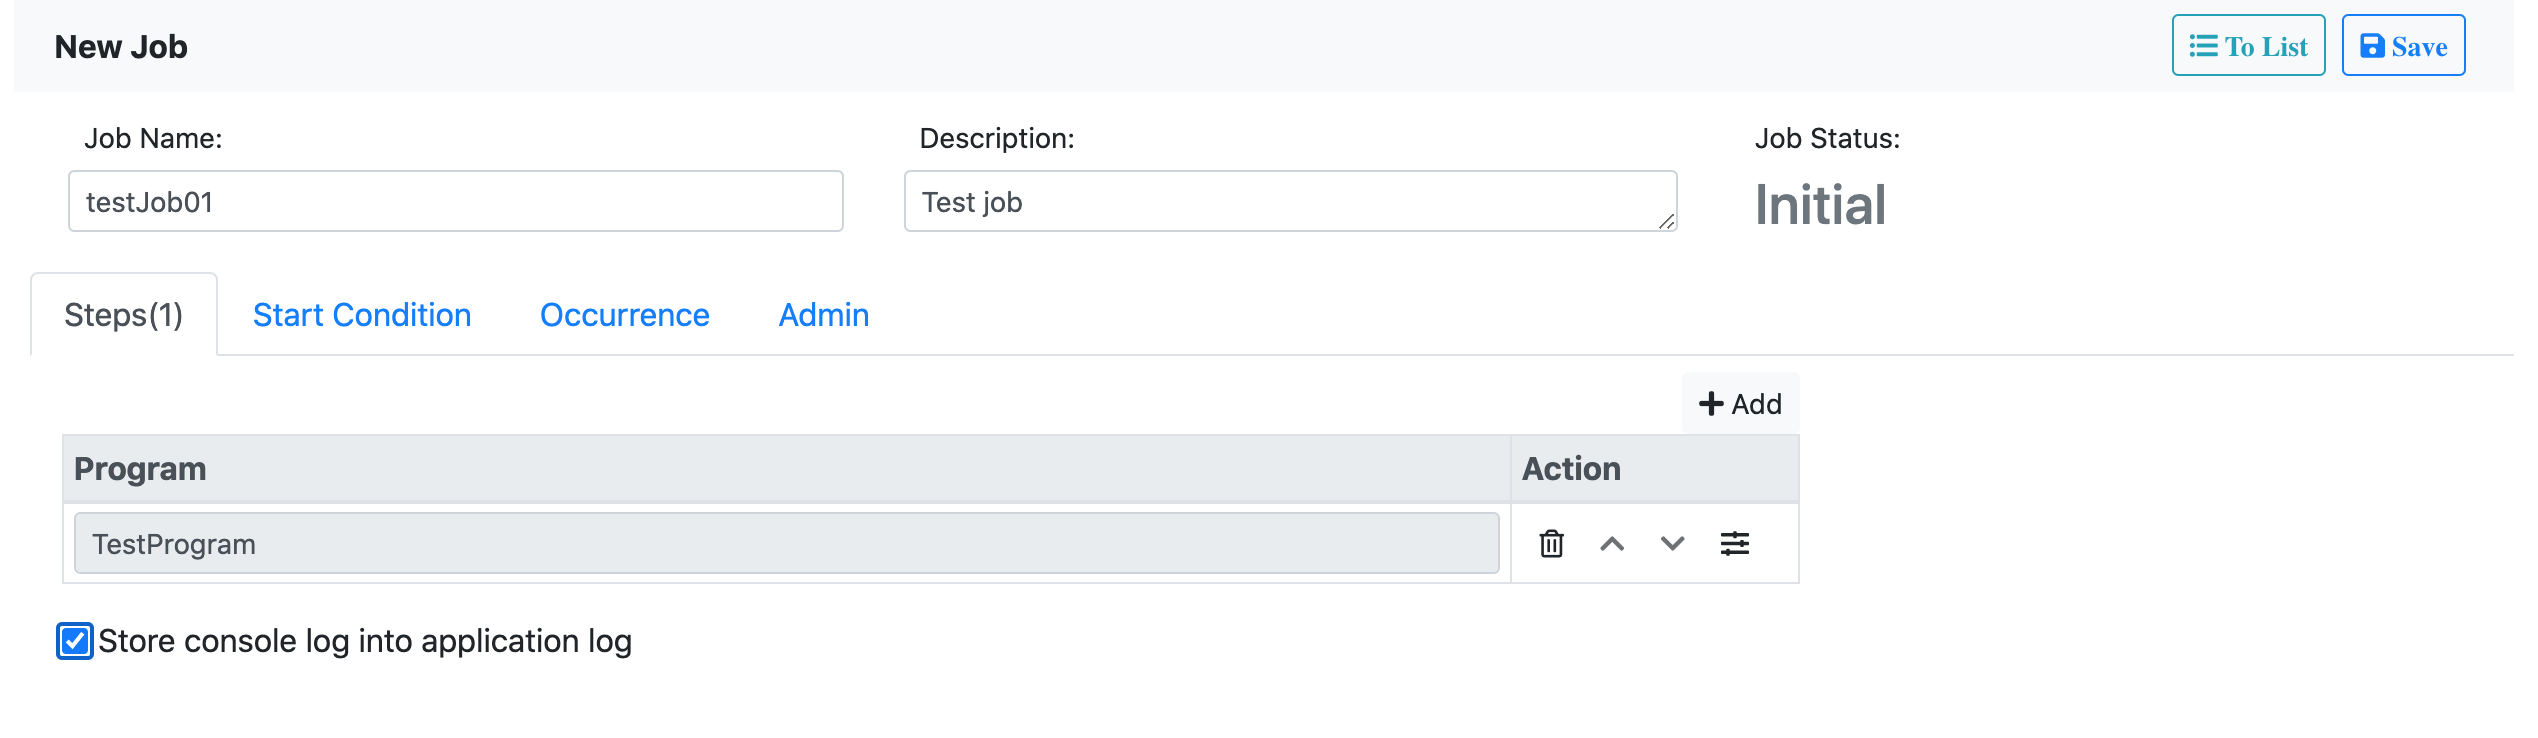 New Job
To List
Save
Job Name:
Description:
Job Status:
testJob01
Test job
Initial
Steps(1)
Start Condition
Occurrence
Admin
Add
Program
Action
TestProgram
Store console log into application log